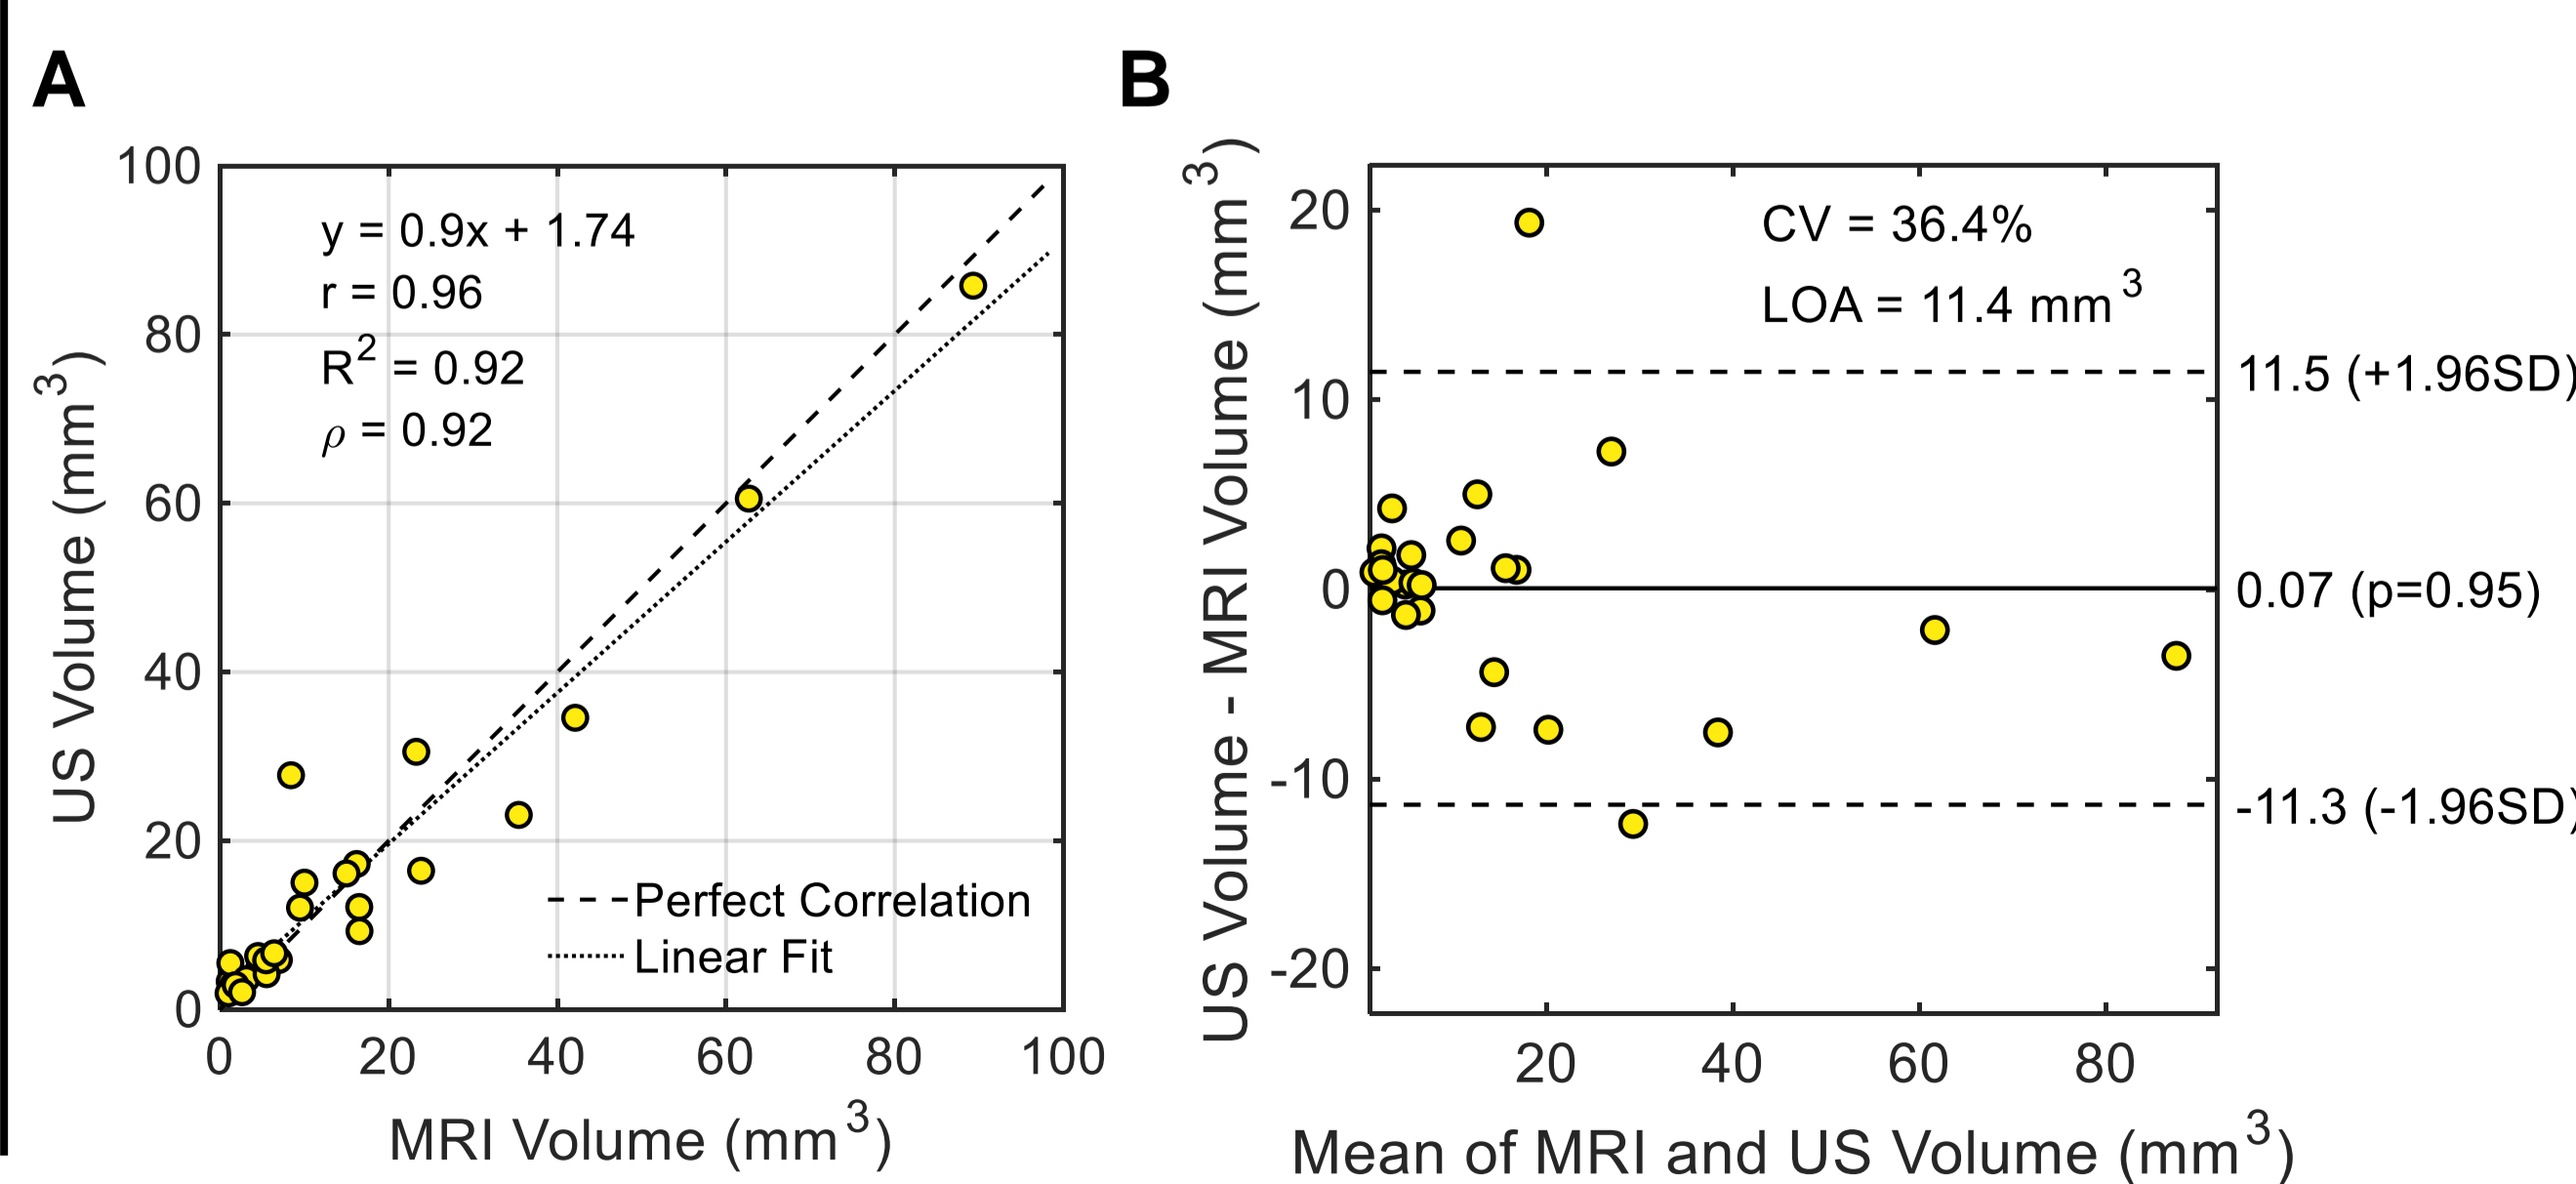 A
US Volume (mm³)
100
80
60
40
20
0
y = 0.9x + 1.74
r = 0.96
R² = 0.92
ρ = 0.92
Perfect Correlation
Linear Fit
0 20 40 60 80 100
MRI Volume (mm³)
B
US Volume - MRI Volume (mm³)
20
10
0
-10
-20
CV = 36.4%
LOA = 11.4 mm³
11.5 (+1.96SD)
0.07 (p=0.95)
-11.3 (-1.96SD)
20 40 60 80
Mean of MRI and US Volume (mm³)